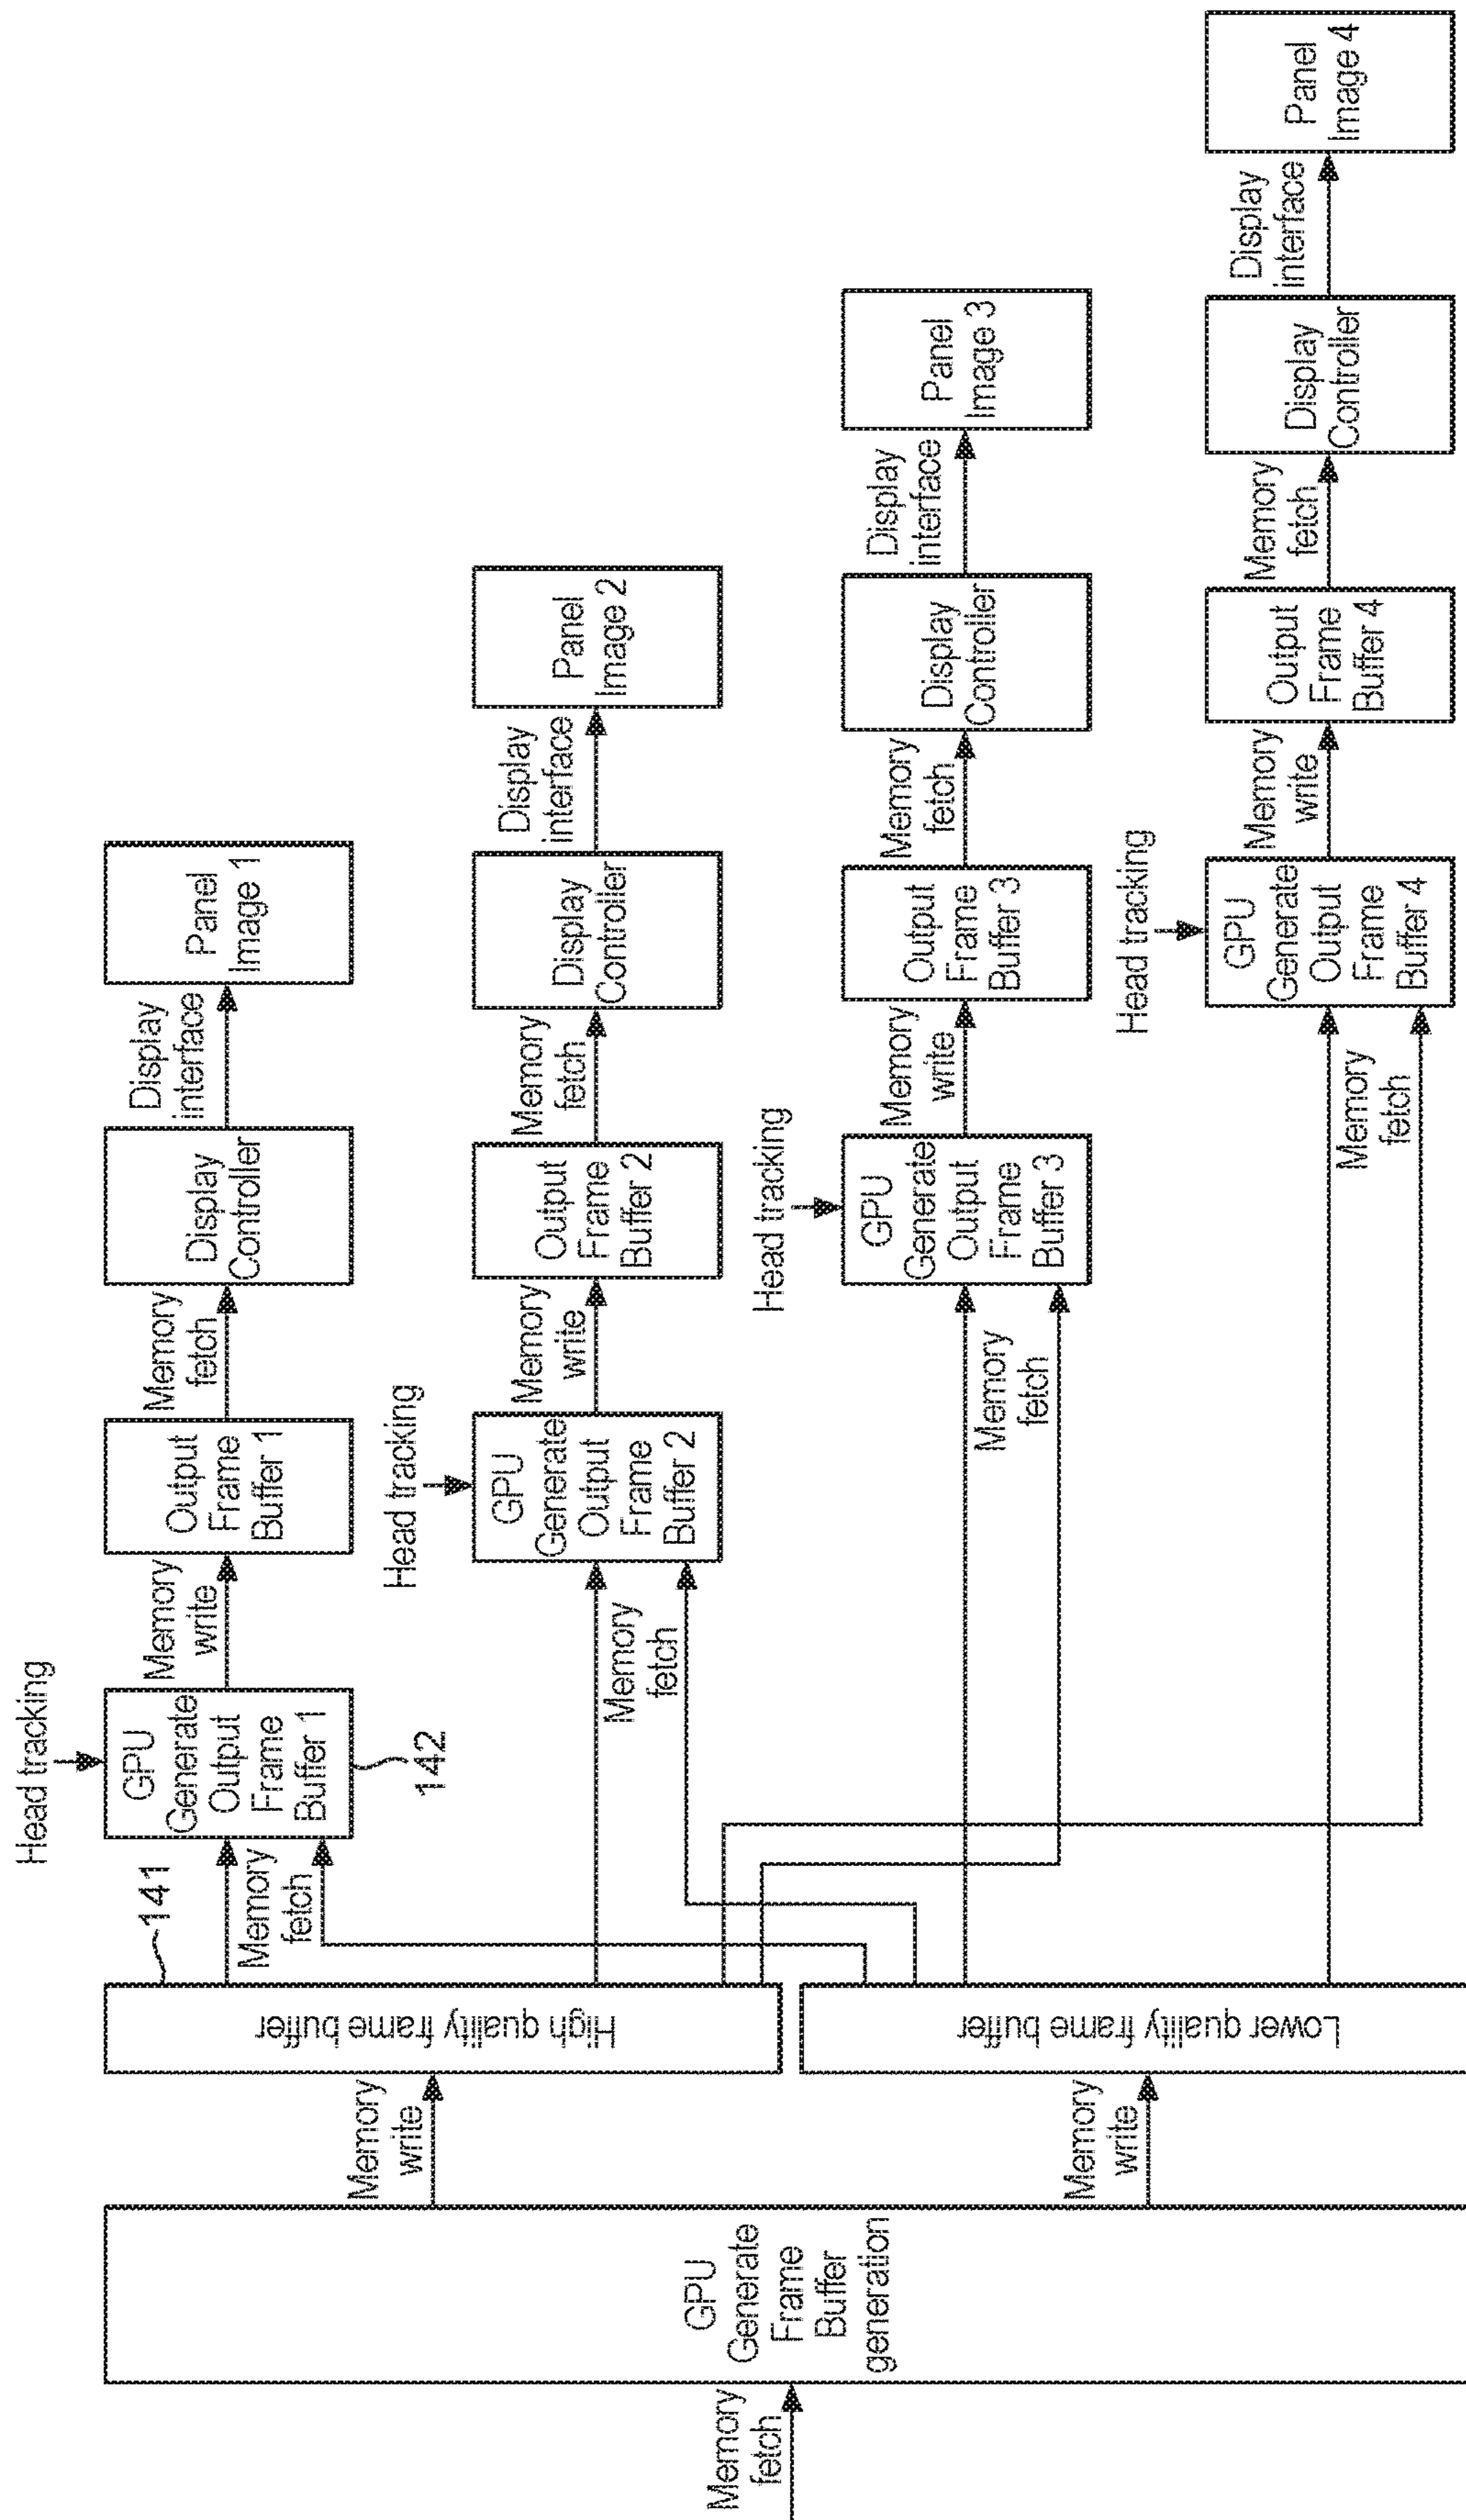 Memory
fetch
GPU
Generate
Frame
Buffer
generation
Memory
write
Memory
write
High quality frame buffer
Lower quality frame buffer
141
Memory
fetch
Head tracking
GPU
Generate
Output
Frame
Buffer 1
142
Memory
write
Output
Frame
Buffer 1
Memory
fetch
Display
Controller
Display
interface
Panel
Image 1
Memory
fetch
Head tracking
GPU
Generate
Output
Frame
Buffer 2
Memory
write
Output
Frame
Buffer 2
Memory
fetch
Display
Controller
Display
interface
Panel
Image 2
Memory
fetch
Head tracking
GPU
Generate
Output
Frame
Buffer 3
Memory
write
Output
Frame
Buffer 3
Memory
fetch
Display
Controller
Display
interface
Panel
Image 3
Memory
fetch
Head tracking
GPU
Generate
Output
Frame
Buffer 4
Memory
write
Output
Frame
Buffer 4
Memory
fetch
Display
Controller
Display
interface
Panel
Image 4